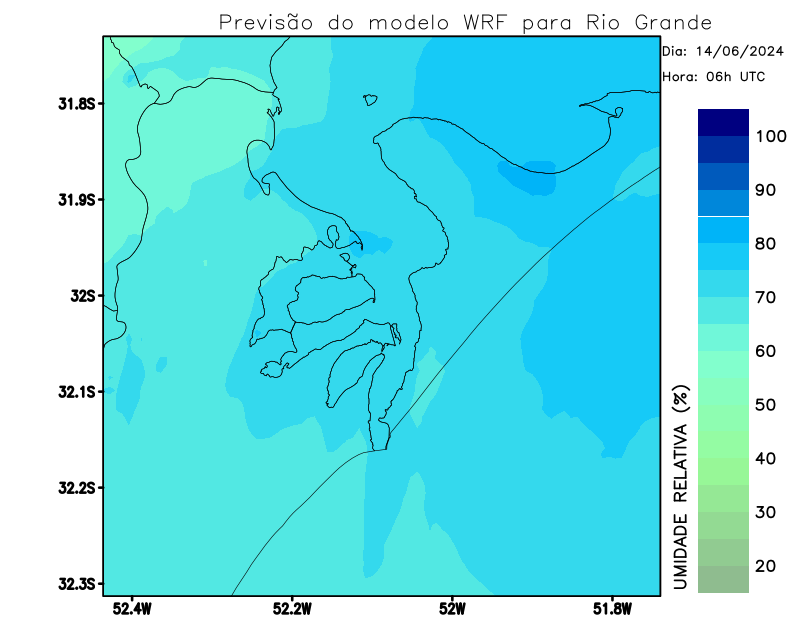 Previsão do modelo WRF para Rio Grande
Dia: 14/06/2024
Hora: 06h UTC
31.8S
31.9S
32S
32.1S
32.2S
32.3S
52.4W
52.2W
52W
51.8W
100
90
80
70
60
50
40
30
20
UMIDADE RELATIVA (%)